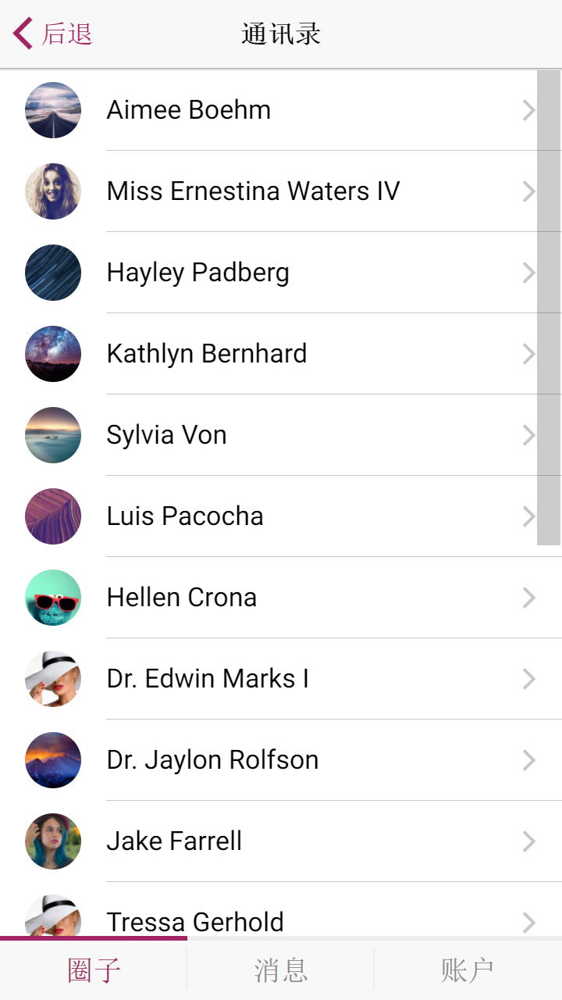 后退
通讯录
Aimee Boehm
Miss Ernestina Waters IV
Hayley Padberg
Kathlyn Bernhard
Sylvia Von
Luis Pacocha
Hellen Crona
Dr. Edwin Marks I
Dr. Jaylon Rolfson
Jake Farrell
Tressa Gerhold
圈子
消息
账户